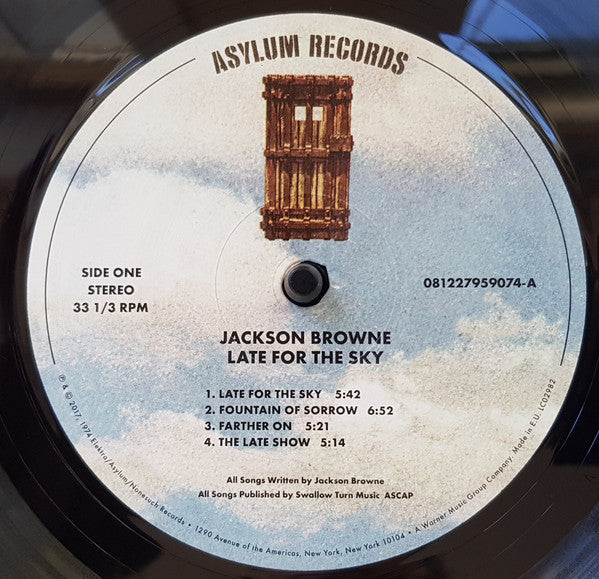 ASYLUM RECORDS
SIDE ONE
STEREO
33 1/3 RPM
081227959074-A
JACKSON BROWNE
LATE FOR THE SKY
1. LATE FOR THE SKY 5:42
2. FOUNTAIN OF SORROW 6:52
3. FARTHER ON 5:21
4. THE LATE SHOW 5:14
All Songs Written by Jackson Browne
All Songs Published by Swallow Turn Music ASCAP
℗ & © 2017, 1974 Elektra/Asylum/Nonesuch Records • 1290 Avenue of the Americas, New York, New York 10104 • A Warner Music Group Company. Made in E.U. LC02982